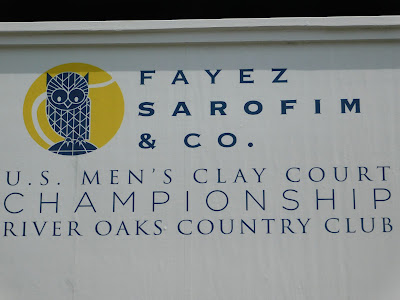 FAYEZ
SAROFIM
& CO.
U.S. MEN'S CLAY COURT
CHAMPIONSHIP
RIVER OAKS COUNTRY CLUB